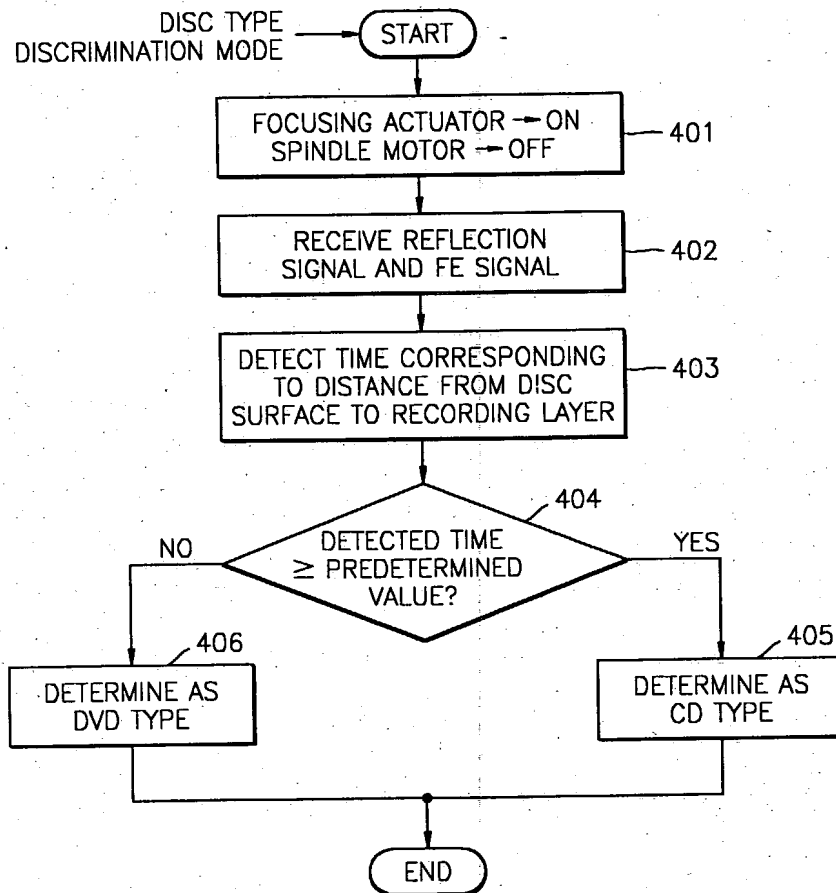 DISC TYPE
DISCRIMINATION MODE
START
FOCUSING ACTUATOR → ON
SPINDLE MOTOR → OFF
401
RECEIVE REFLECTION
SIGNAL AND FE SIGNAL
402
DETECT TIME CORRESPONDING
TO DISTANCE FROM DISC
SURFACE TO RECORDING LAYER
403
404
NO
DETECTED TIME
≥ PREDETERMINED
VALUE?
YES
406
DETERMINE AS
DVD TYPE
405
DETERMINE AS
CD TYPE
END